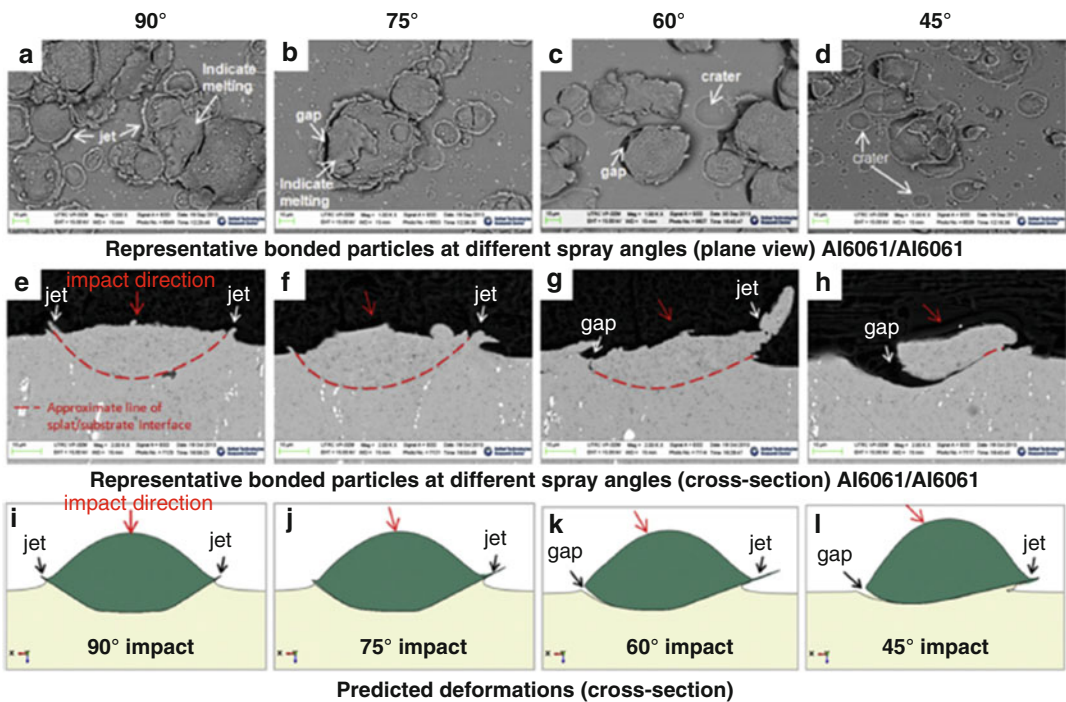 90° 75° 60° 45°
a b c d
Indicate
melting
jet
gap
Indicate
melting
crater
gap
crater
Representative bonded particles at different spray angles (plane view) Al6061/Al6061
e f g h
impact direction
jet jet
jet
gap jet
gap
Approximate line of
splat/substrate interface
Representative bonded particles at different spray angles (cross-section) Al6061/Al6061
i j k l
impact direction
jet jet
jet
gap jet
gap jet
90° impact 75° impact 60° impact 45° impact
Predicted deformations (cross-section)